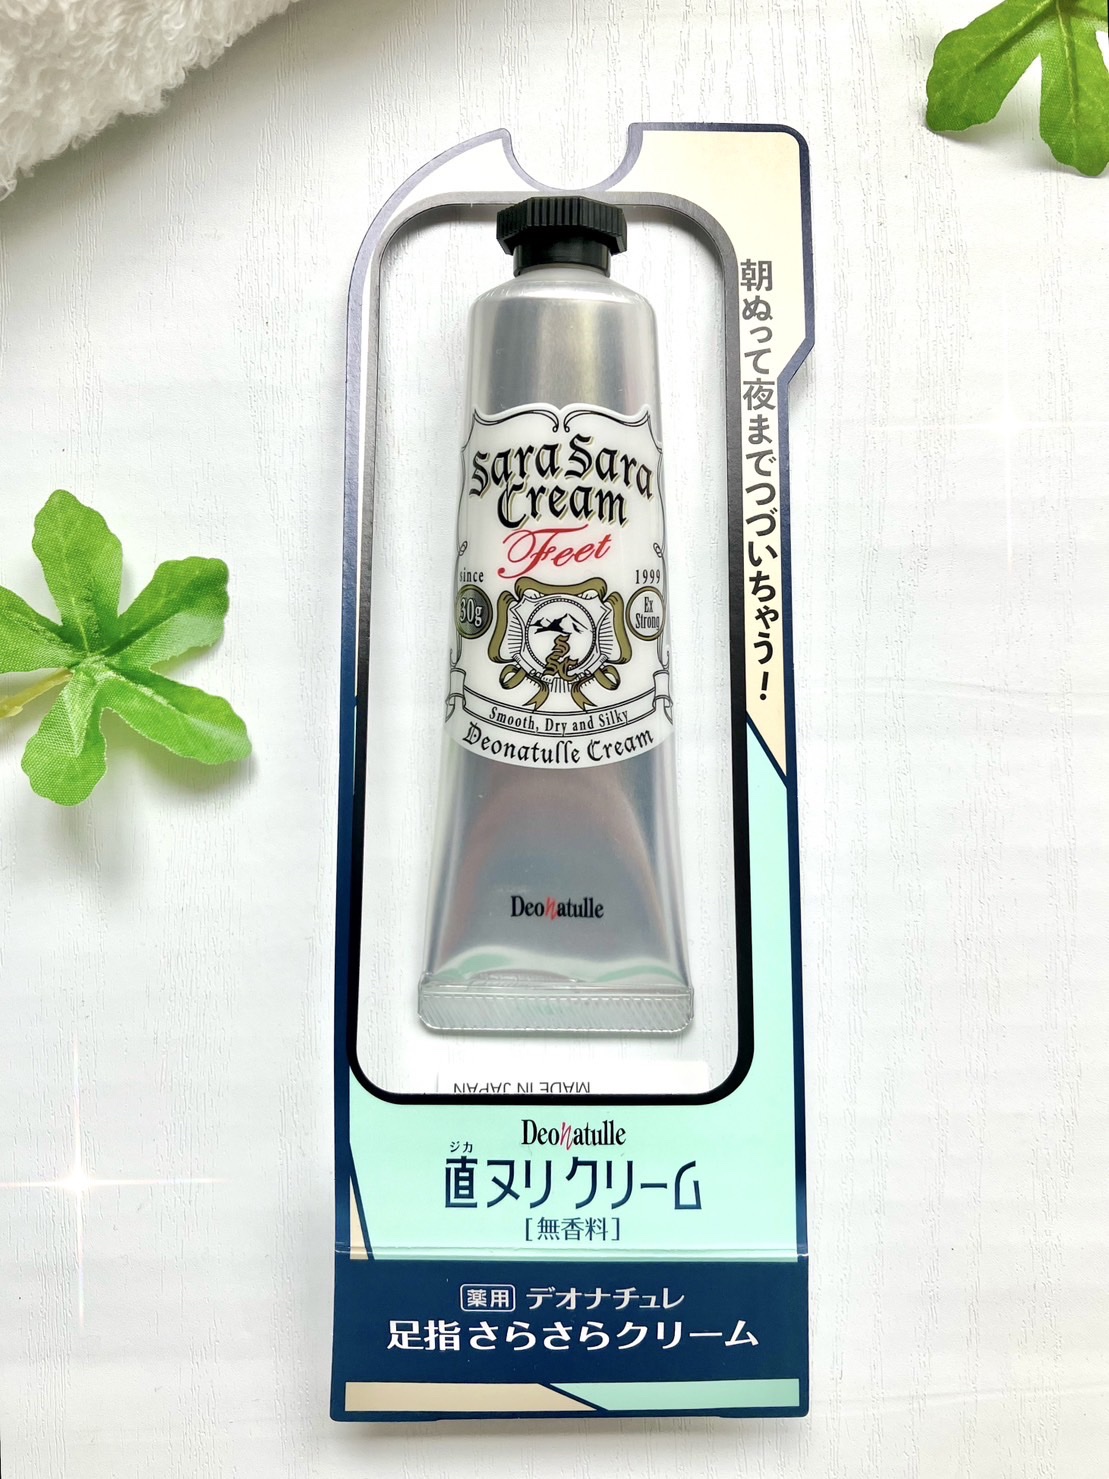 朝ぬって夜までつづいちゃう！
Sara Sara
Cream
Feet
since
1999
30g
Ex
Strong
SSC
Smooth, Dry and Silky
Deonatulle Cream
Deonatulle
MADE IN JAPAN
Deonatulle
ジカ
直ヌリクリーム
[無香料]
薬用 デオナチュレ
足指さらさらクリーム